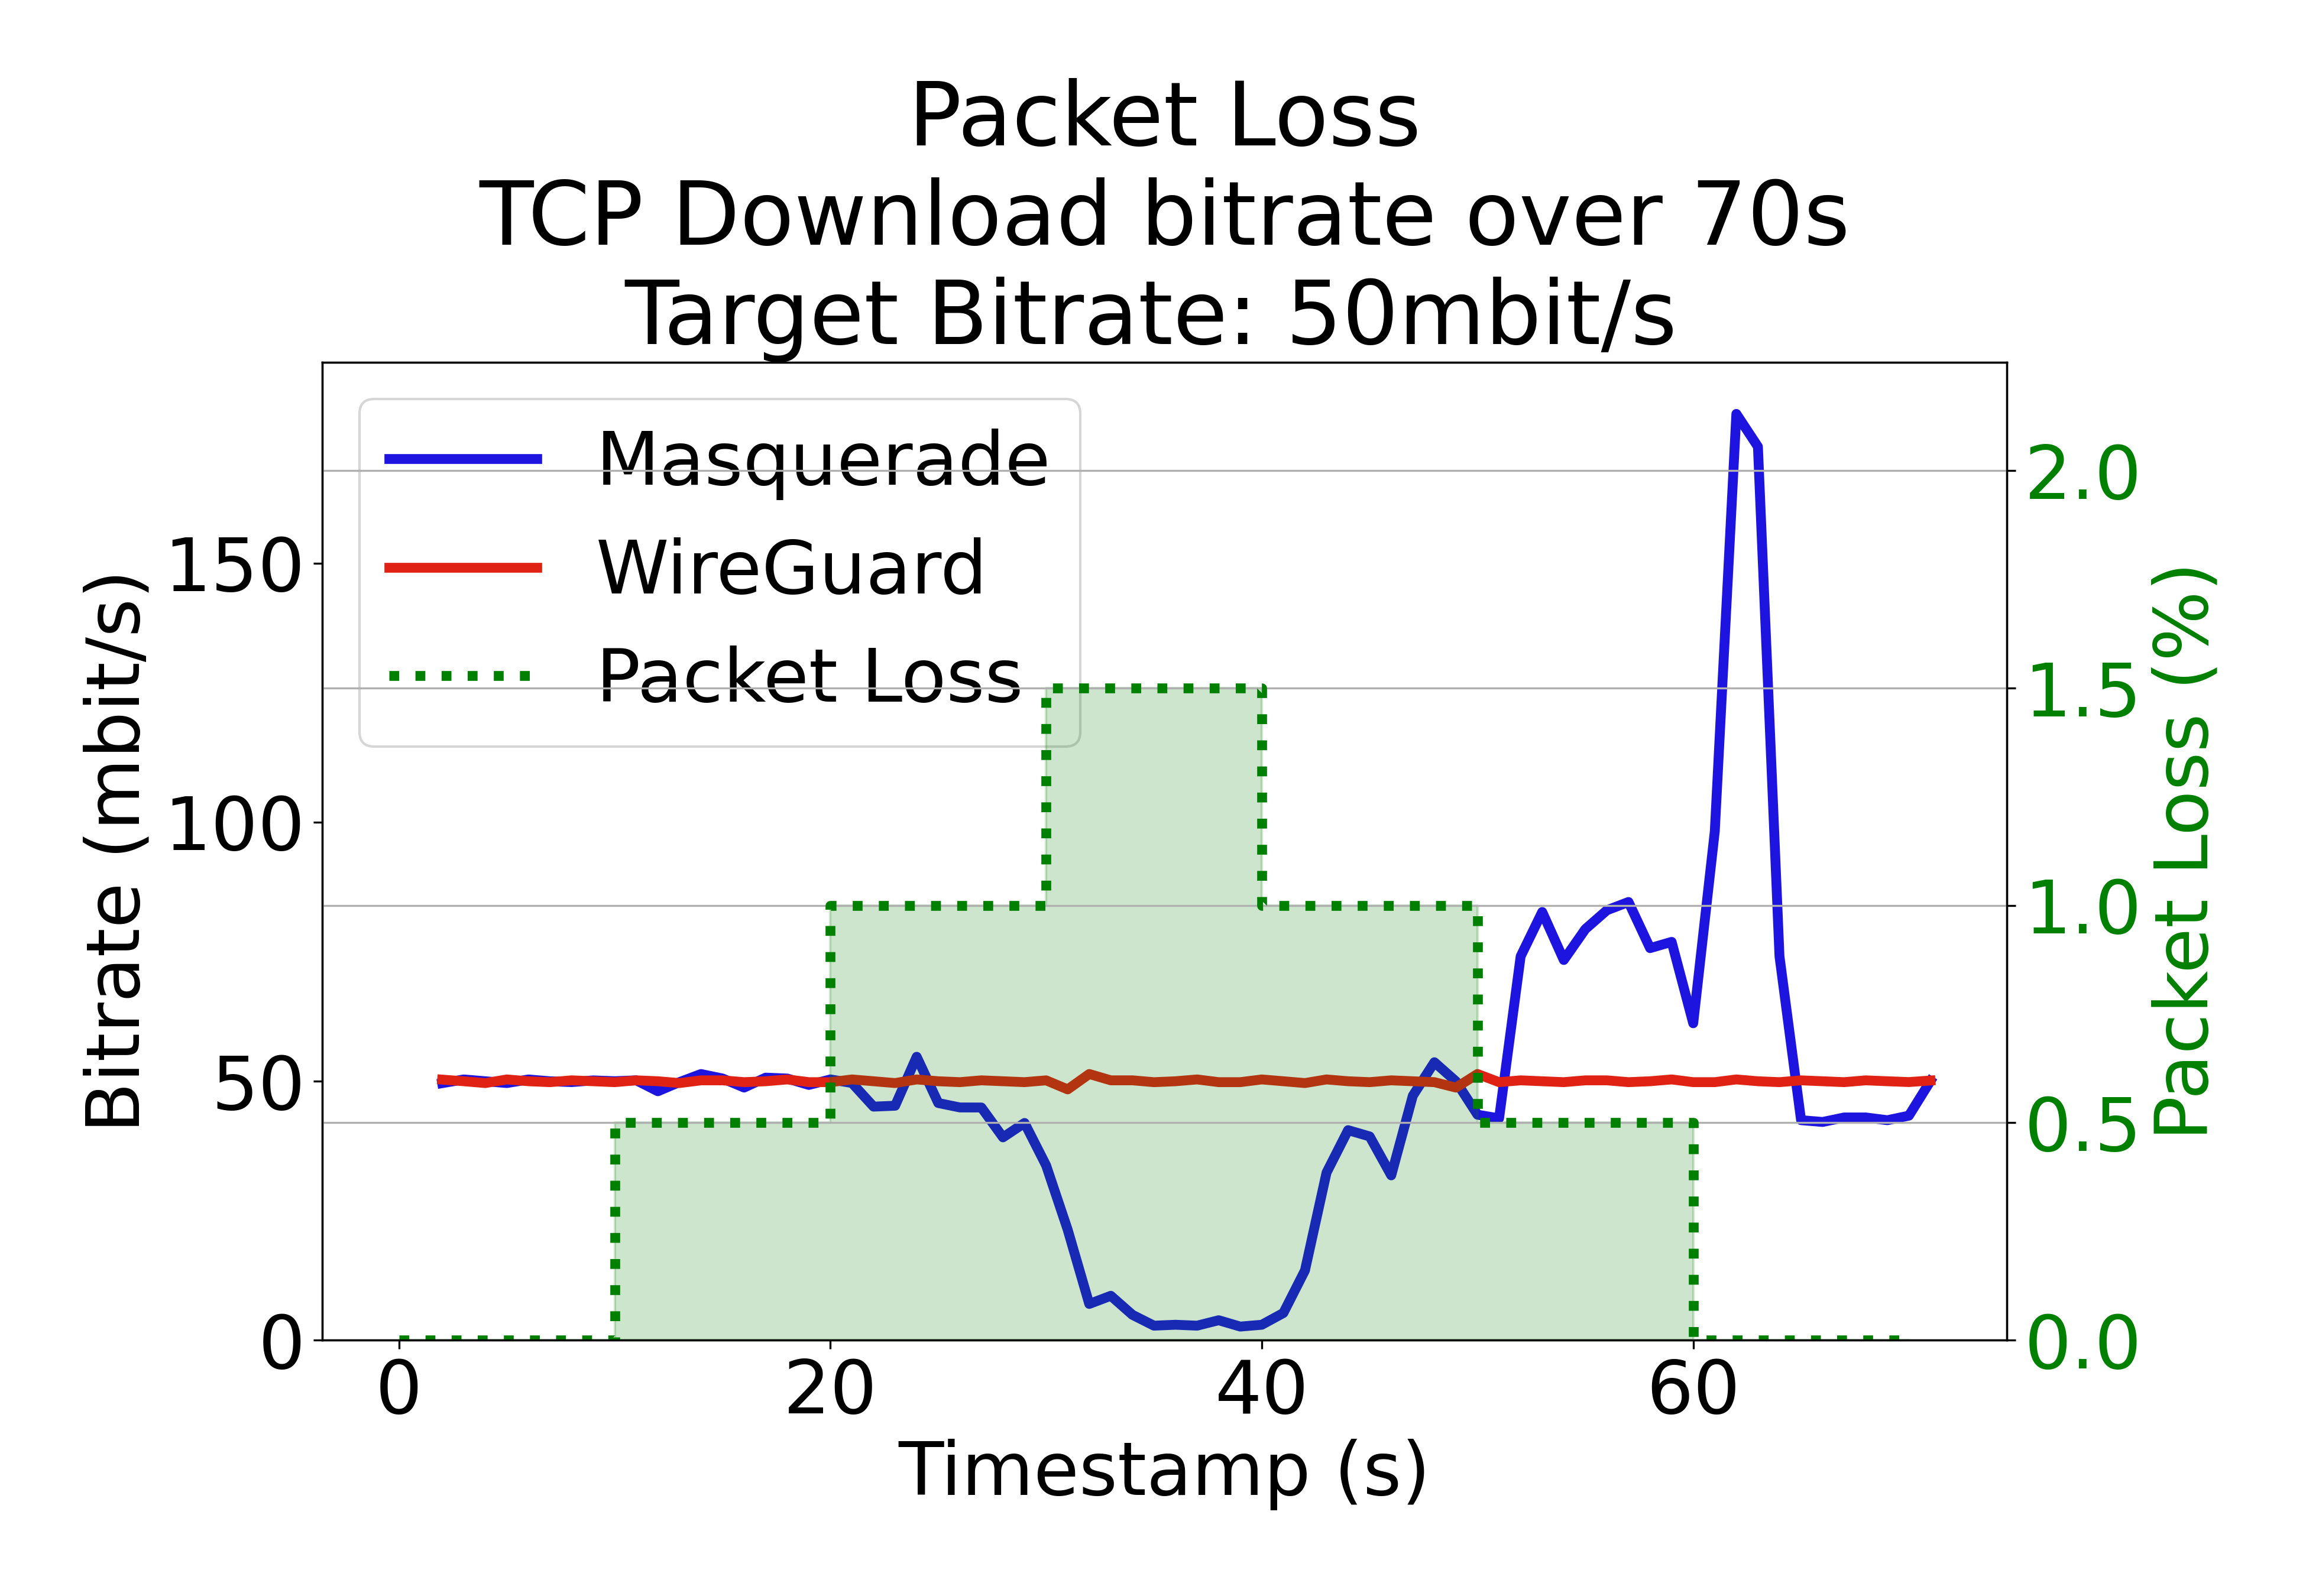 Packet Loss
TCP Download bitrate over 70s
Target Bitrate: 50mbit/s
Masquerade
WireGuard
Packet Loss
Bitrate (mbit/s)
150
100
50
0
2.0
1.5
1.0
0.5
0.0
Packet Loss (%)
0 20 40 60
Timestamp (s)